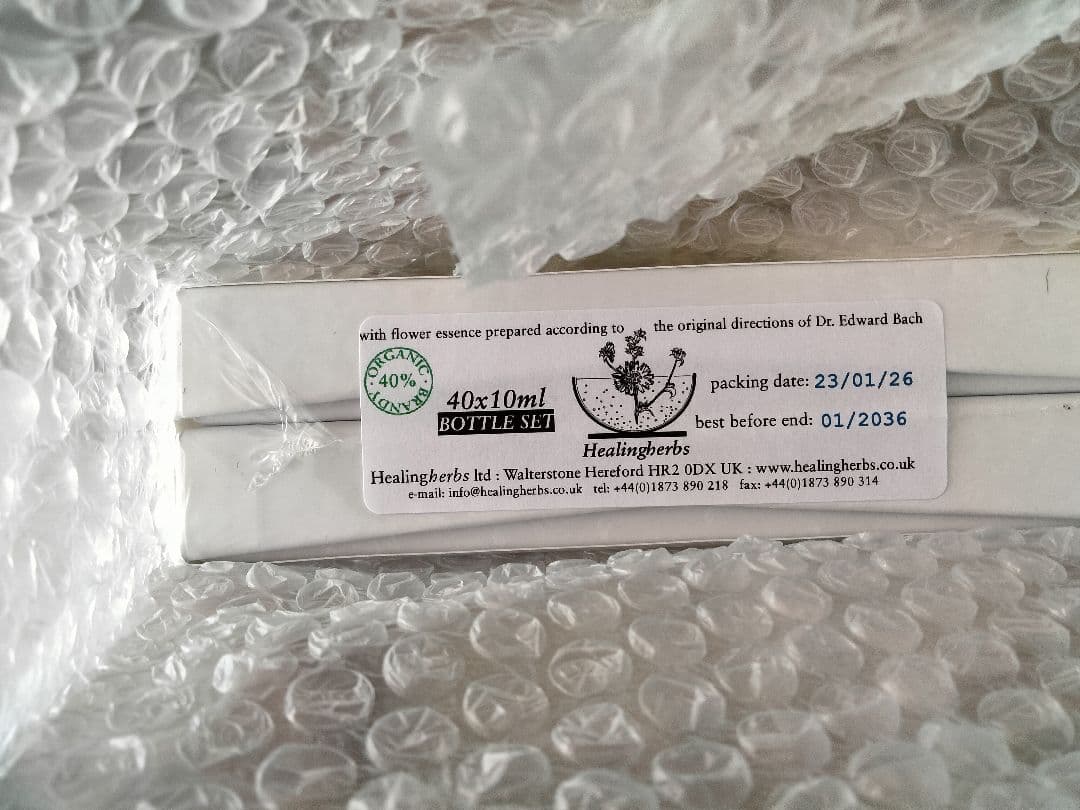 with flower essence prepared according to the original directions of Dr. Edward Bach
ORGANIC
40%
BRANDY
40x10ml
BOTTLE SET
packing date: 23/01/26
best before end: 01/2036
Healingherbs
Healingherbs ltd : Walterstone Hereford HR2 0DX UK : www.healingherbs.co.uk
e-mail: info@healingherbs.co.uk tel: +44(0)1873 890 218 fax: +44(0)1873 890 314